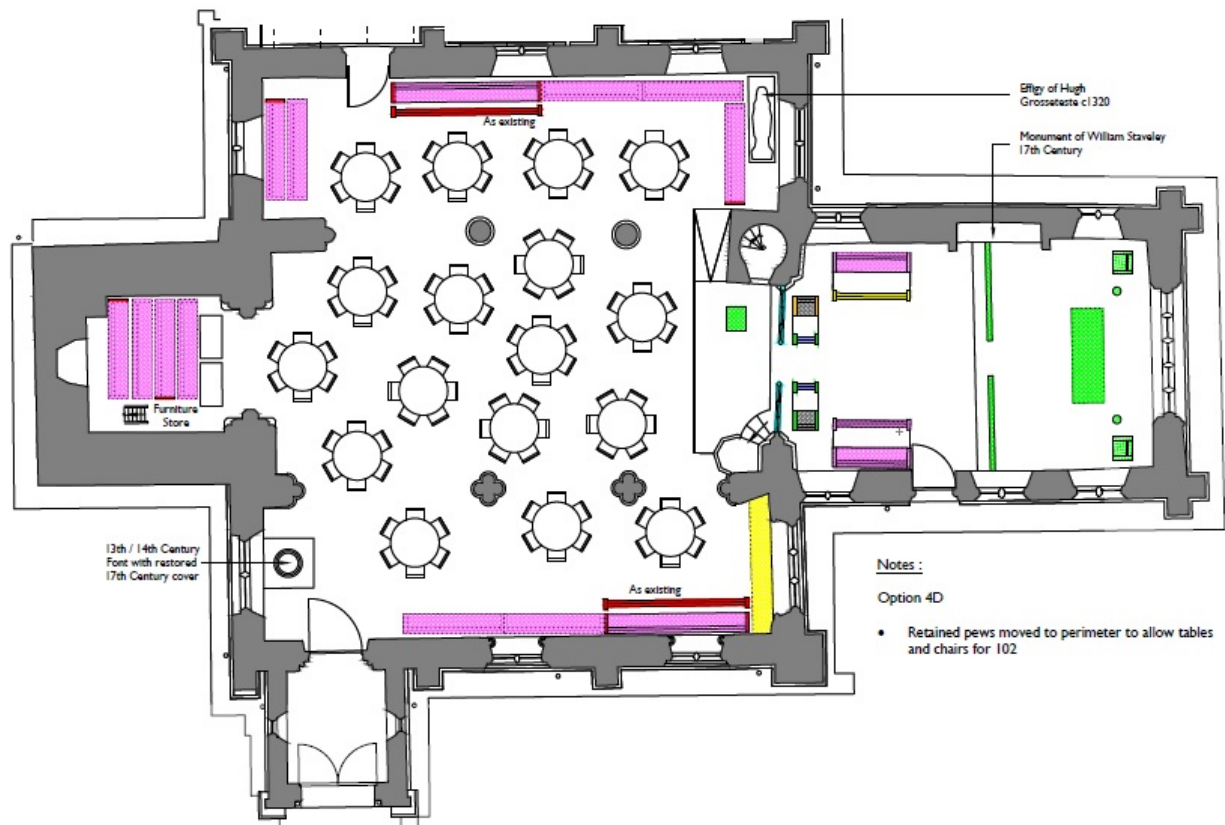 Effigy of Hugh
Grosseteste c1320
Monument of William Staveley
17th Century
As existing
Furniture
Store
13th / 14th Century
Font with restored
17th Century cover
As existing
Notes :
Option 4D
• Retained pews moved to perimeter to allow tables
and chairs for 102